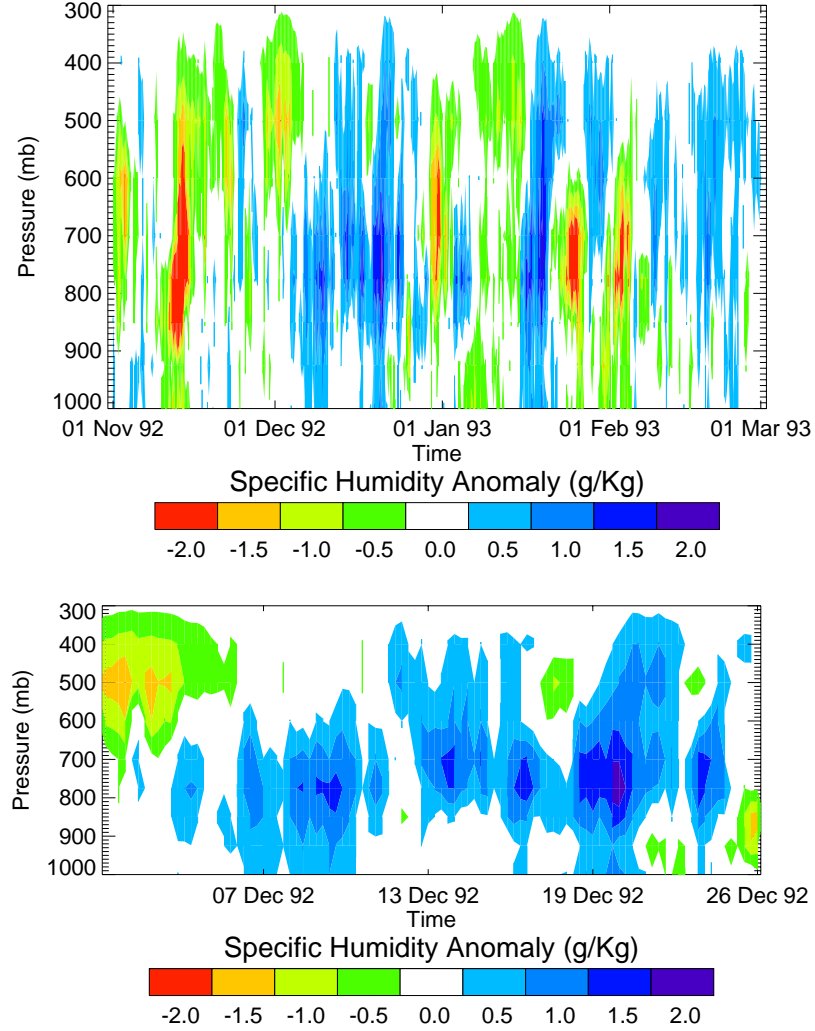 300
400
500
600
700
800
900
1000
Pressure (mb)
01 Nov 92 01 Dec 92 01 Jan 93 01 Feb 93 01 Mar 93
Time
Specific Humidity Anomaly (g/Kg)
-2.0 -1.5 -1.0 -0.5 0.0 0.5 1.0 1.5 2.0
300
400
500
600
700
800
900
1000
Pressure (mb)
07 Dec 92 13 Dec 92 19 Dec 92 26 Dec 92
Time
Specific Humidity Anomaly (g/Kg)
-2.0 -1.5 -1.0 -0.5 0.0 0.5 1.0 1.5 2.0